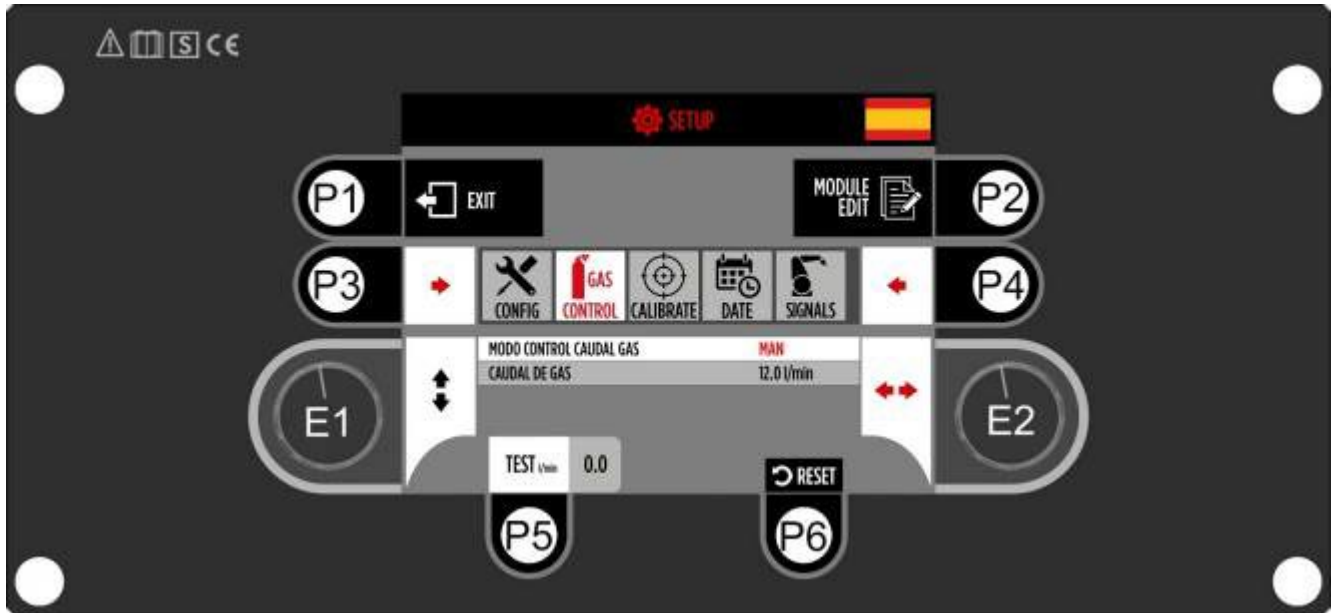 S CE
SETUP
P1 EXIT MODULE EDIT P2
P3 CONFIG GAS CONTROL CALIBRATE DATE SIGNALS P4
MODO CONTROL CAUDAL GAS MAN
CAUDAL DE GAS 12,0 l/min
E1 E2
TEST l/min 0.0 RESET
P5 P6